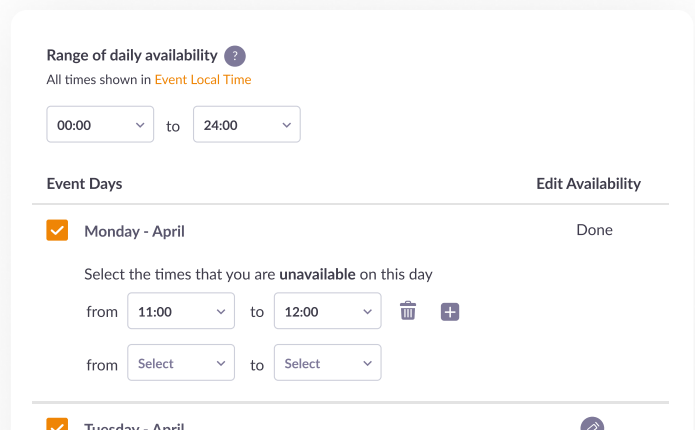 Range of daily availability ?
All times shown in Event Local Time
00:00 to 24:00
Event Days Edit Availability
Monday - April Done
Select the times that you are unavailable on this day
from 11:00 to 12:00
from Select to Select
Tuesday - April